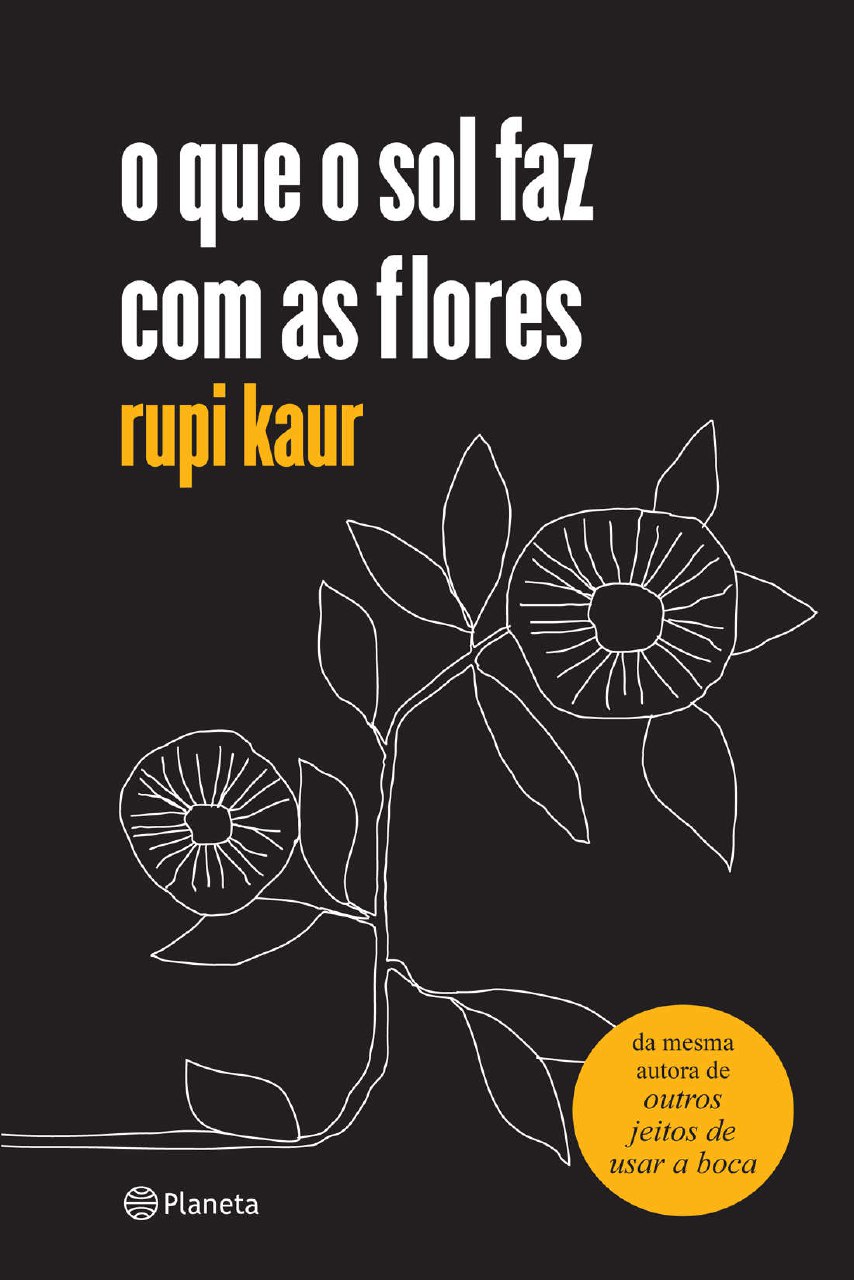 o que o sol faz
com as flores
rupi kaur
da mesma
autora de
outros
jeitos de
usar a boca
Planeta